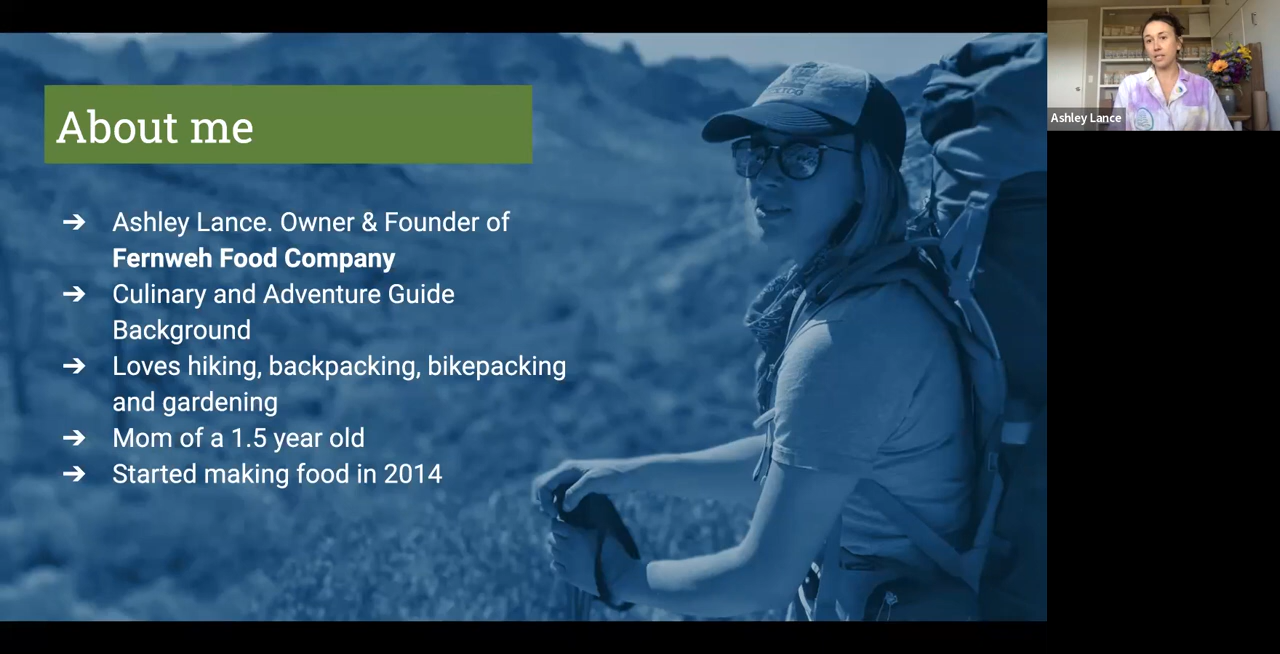 About me
➔ Ashley Lance. Owner & Founder of
Fernweh Food Company
➔ Culinary and Adventure Guide
Background
➔ Loves hiking, backpacking, bikepacking
and gardening
➔ Mom of a 1.5 year old
➔ Started making food in 2014
Ashley Lance